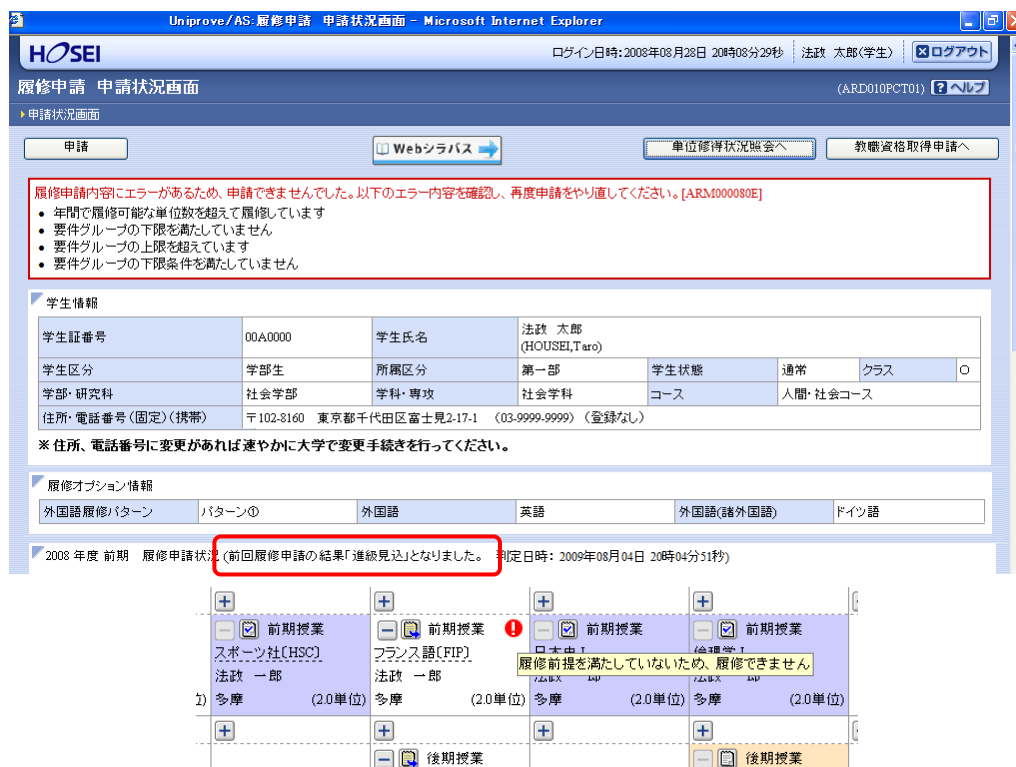 Uniprove/AS:履修申請 申請状況画面 - Microsoft Internet Explorer
HOSEI
ログイン日時:2008年08月28日 20時08分29秒 法政 太郎(学生) ログアウト
履修申請 申請状況画面 (ARD010PCT01) ? ヘルプ
申請状況画面
申請 Webシラバス 単位修得状況照会へ 教職資格取得申請へ
履修申請内容にエラーがあるため、申請できませんでした。以下のエラー内容を確認し、再度申請をやり直してください。[ARM000080E]
• 年間で履修可能な単位数を超えて履修しています
• 要件グループの下限を満たしていません
• 要件グループの上限を超えています
• 要件グループの下限条件を満たしていません
学生情報
学生証番号 00A0000 学生氏名 法政 太郎
(HOUSEI,Taro)
学生区分 学部生 所属区分 第一部 学生状態 通常 クラス ○
学部・研究科 社会学部 学科・専攻 社会学科 コース 人間・社会コース
住所・電話番号(固定)(携帯) 〒102-8160 東京都千代田区富士見2-17-1 (03-9999-9999) (登録なし)
※住所、電話番号に変更があれば速やかに大学で変更手続きを行ってください。
履修オプション情報
外国語履修パターン パターン① 外国語 英語 外国語(諸外国語) ドイツ語
2008 年度 前期 履修申請状況 (前回履修申請の結果「進級見込」となりました。 判定日時: 2009年08月04日 20時04分51秒)
前期授業 前期授業 前期授業 前期授業
スポーツ社[HSC] フランス語[FIP] 日本史 I 倫理学 I
履修前提を満たしていないため、履修できません
法政 一郎 法政 一郎
多摩 (2.0単位) 多摩 (2.0単位) 多摩 (2.0単位) 多摩 (2.0単位)
後期授業 後期授業